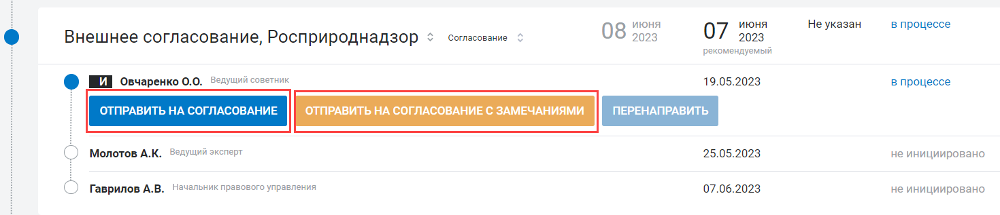 Внешнее согласование, Росприроднадзор Согласование 08 июня 2023 07 июня 2023 Не указан в процессе
рекомендуемый
И Овчаренко О.О. Ведущий советник 19.05.2023 в процессе
ОТПРАВИТЬ НА СОГЛАСОВАНИЕ ОТПРАВИТЬ НА СОГЛАСОВАНИЕ С ЗАМЕЧАНИЯМИ ПЕРЕНАПРАВИТЬ
Молотов А.К. Ведущий эксперт 25.05.2023 не инициировано
Гаврилов А.В. Начальник правового управления 07.06.2023 не инициировано